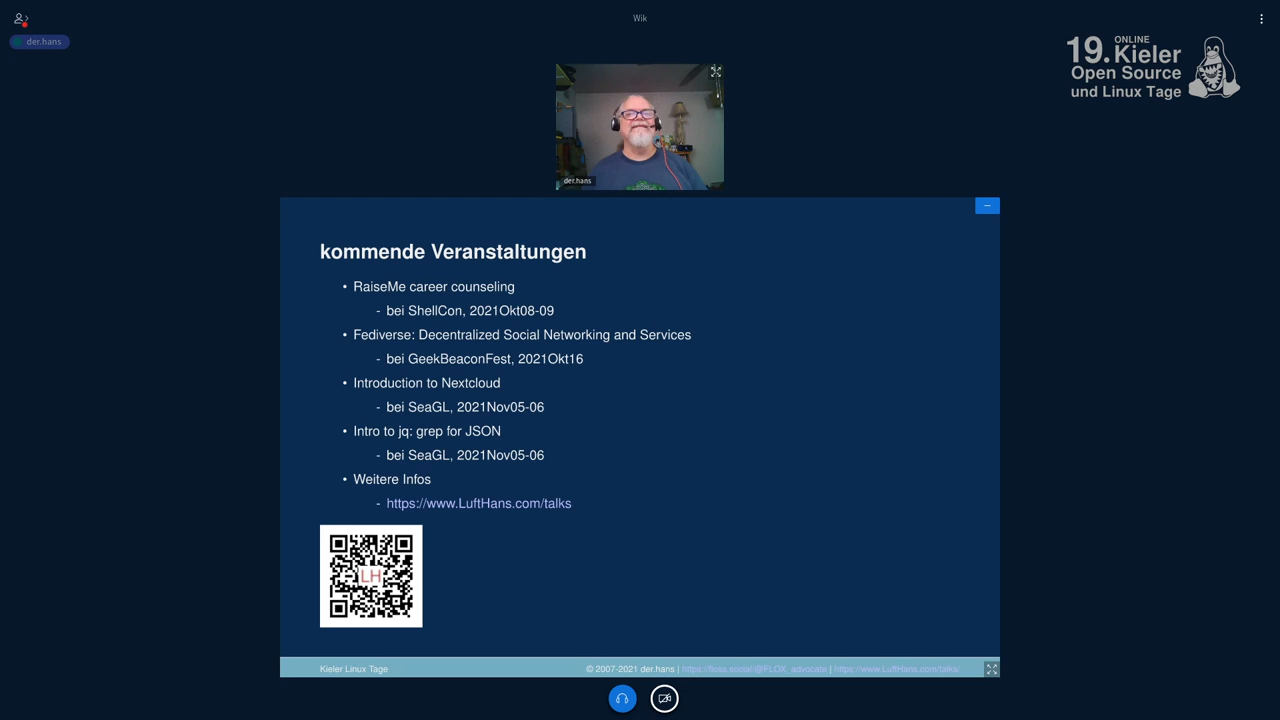 Wik
der.hans
19. ONLINE
Kieler
Open Source
und Linux Tage
der.hans
kommende Veranstaltungen
• RaiseMe career counseling
- bei ShellCon, 2021Okt08-09
• Fediverse: Decentralized Social Networking and Services
- bei GeekBeaconFest, 2021Okt16
• Introduction to Nextcloud
- bei SeaGL, 2021Nov05-06
• Intro to jq: grep for JSON
- bei SeaGL, 2021Nov05-06
• Weitere Infos
- https://www.LuftHans.com/talks
LH
Kieler Linux Tage
© 2007-2021 der.hans | https://floss.social/@FLOX_advocate | https://www.LuftHans.com/talks/